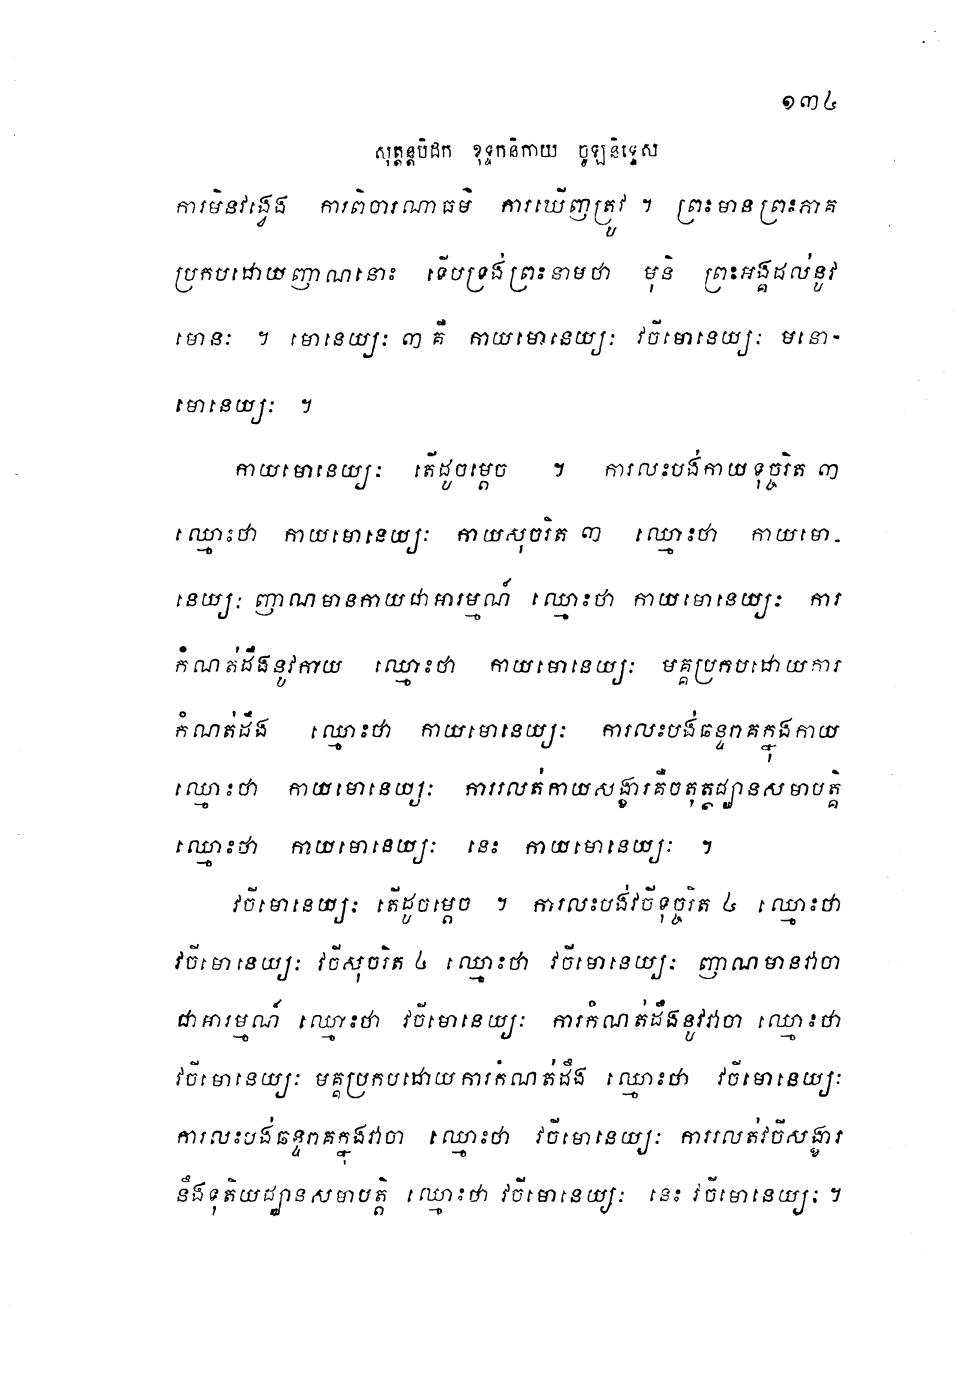 ១៣៤
សុត្តន្តបិដក ខុទ្ទកនិកាយ ចូឡនិទ្ទេស
ការមិនវង្វេង ការពិចារណាធម៌ ការឃើញត្រូវ ។ ព្រះមានព្រះភាគ
ប្រកបដោយញាណនោះ ទើបទ្រង់ព្រះនាមថា មុនិ ព្រះអង្គដល់នូវ
មោនៈ ។ មោនេយ្យៈ ៣ គឺ កាយមោនេយ្យៈ វចីមោនេយ្យៈ មនោ-
មោនេយ្យៈ ។
កាយមោនេយ្យៈ តើដូចម្តេច ។ ការលះបង់កាយទុច្ចរិត ៣
ឈ្មោះថា កាយមោនេយ្យៈ កាយសុចរិត ៣ ឈ្មោះថា កាយមោ-
នេយ្យៈ ញាណមានកាយជាអារម្មណ៍ ឈ្មោះថា កាយមោនេយ្យៈ ការ
កំណត់ដឹងនូវកាយ ឈ្មោះថា កាយមោនេយ្យៈ មគ្គប្រកបដោយការ
កំណត់ដឹង ឈ្មោះថា កាយមោនេយ្យៈ ការលះបង់ឆន្ទរាគក្នុងកាយ
ឈ្មោះថា កាយមោនេយ្យៈ ការរលត់កាយសង្ខារគឺចតុត្ថជ្ឈានសមាបត្តិ
ឈ្មោះថា កាយមោនេយ្យៈ នេះ កាយមោនេយ្យៈ ។
វចីមោនេយ្យៈ តើដូចម្តេច ។ ការលះបង់វចីទុច្ចរិត ៤ ឈ្មោះថា
វចីមោនេយ្យៈ វចីសុចរិត ៤ ឈ្មោះថា វចីមោនេយ្យៈ ញាណមានវាចា
ជាអារម្មណ៍ ឈ្មោះថា វចីមោនេយ្យៈ ការកំណត់ដឹងនូវវាចា ឈ្មោះថា
វចីមោនេយ្យៈ មគ្គប្រកបដោយការកំណត់ដឹង ឈ្មោះថា វចីមោនេយ្យៈ
ការលះបង់ឆន្ទរាគក្នុងវាចា ឈ្មោះថា វចីមោនេយ្យៈ ការរលត់វចីសង្ខារ
នឹងទុតិយជ្ឈានសមាបត្តិ ឈ្មោះថា វចីមោនេយ្យៈ នេះ វចីមោនេយ្យៈ ។